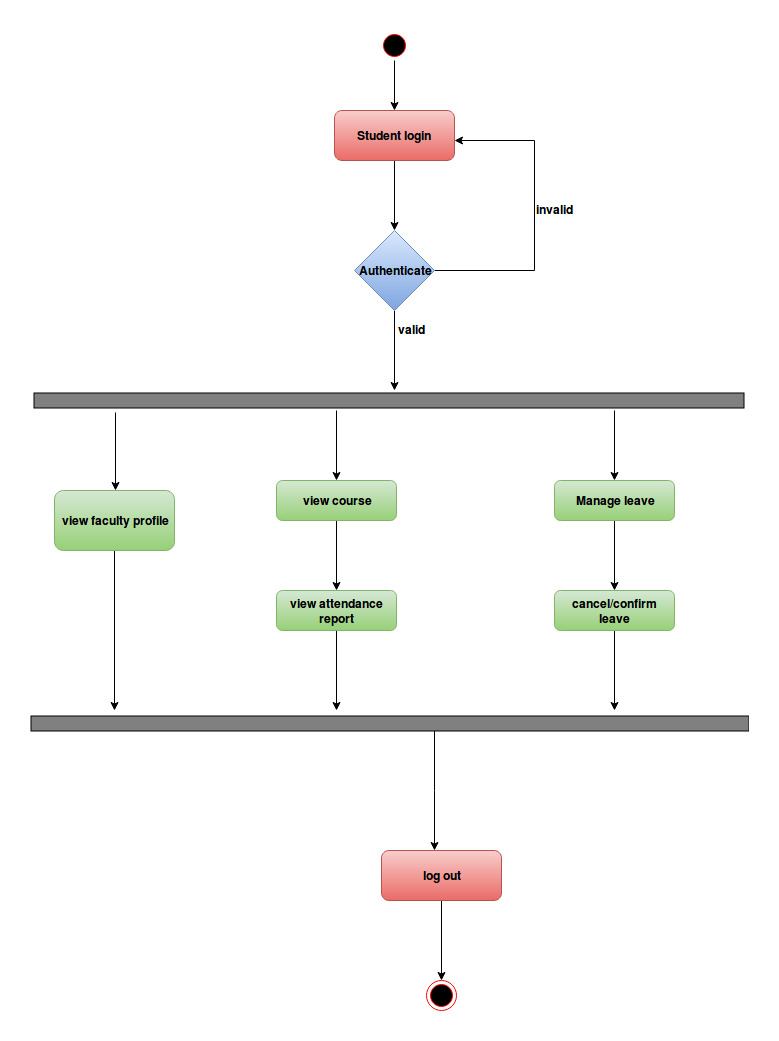 Student login
invalid
Authenticate
valid
view faculty profile
view course
Manage leave
view attendance
report
cancel/confirm
leave
log out